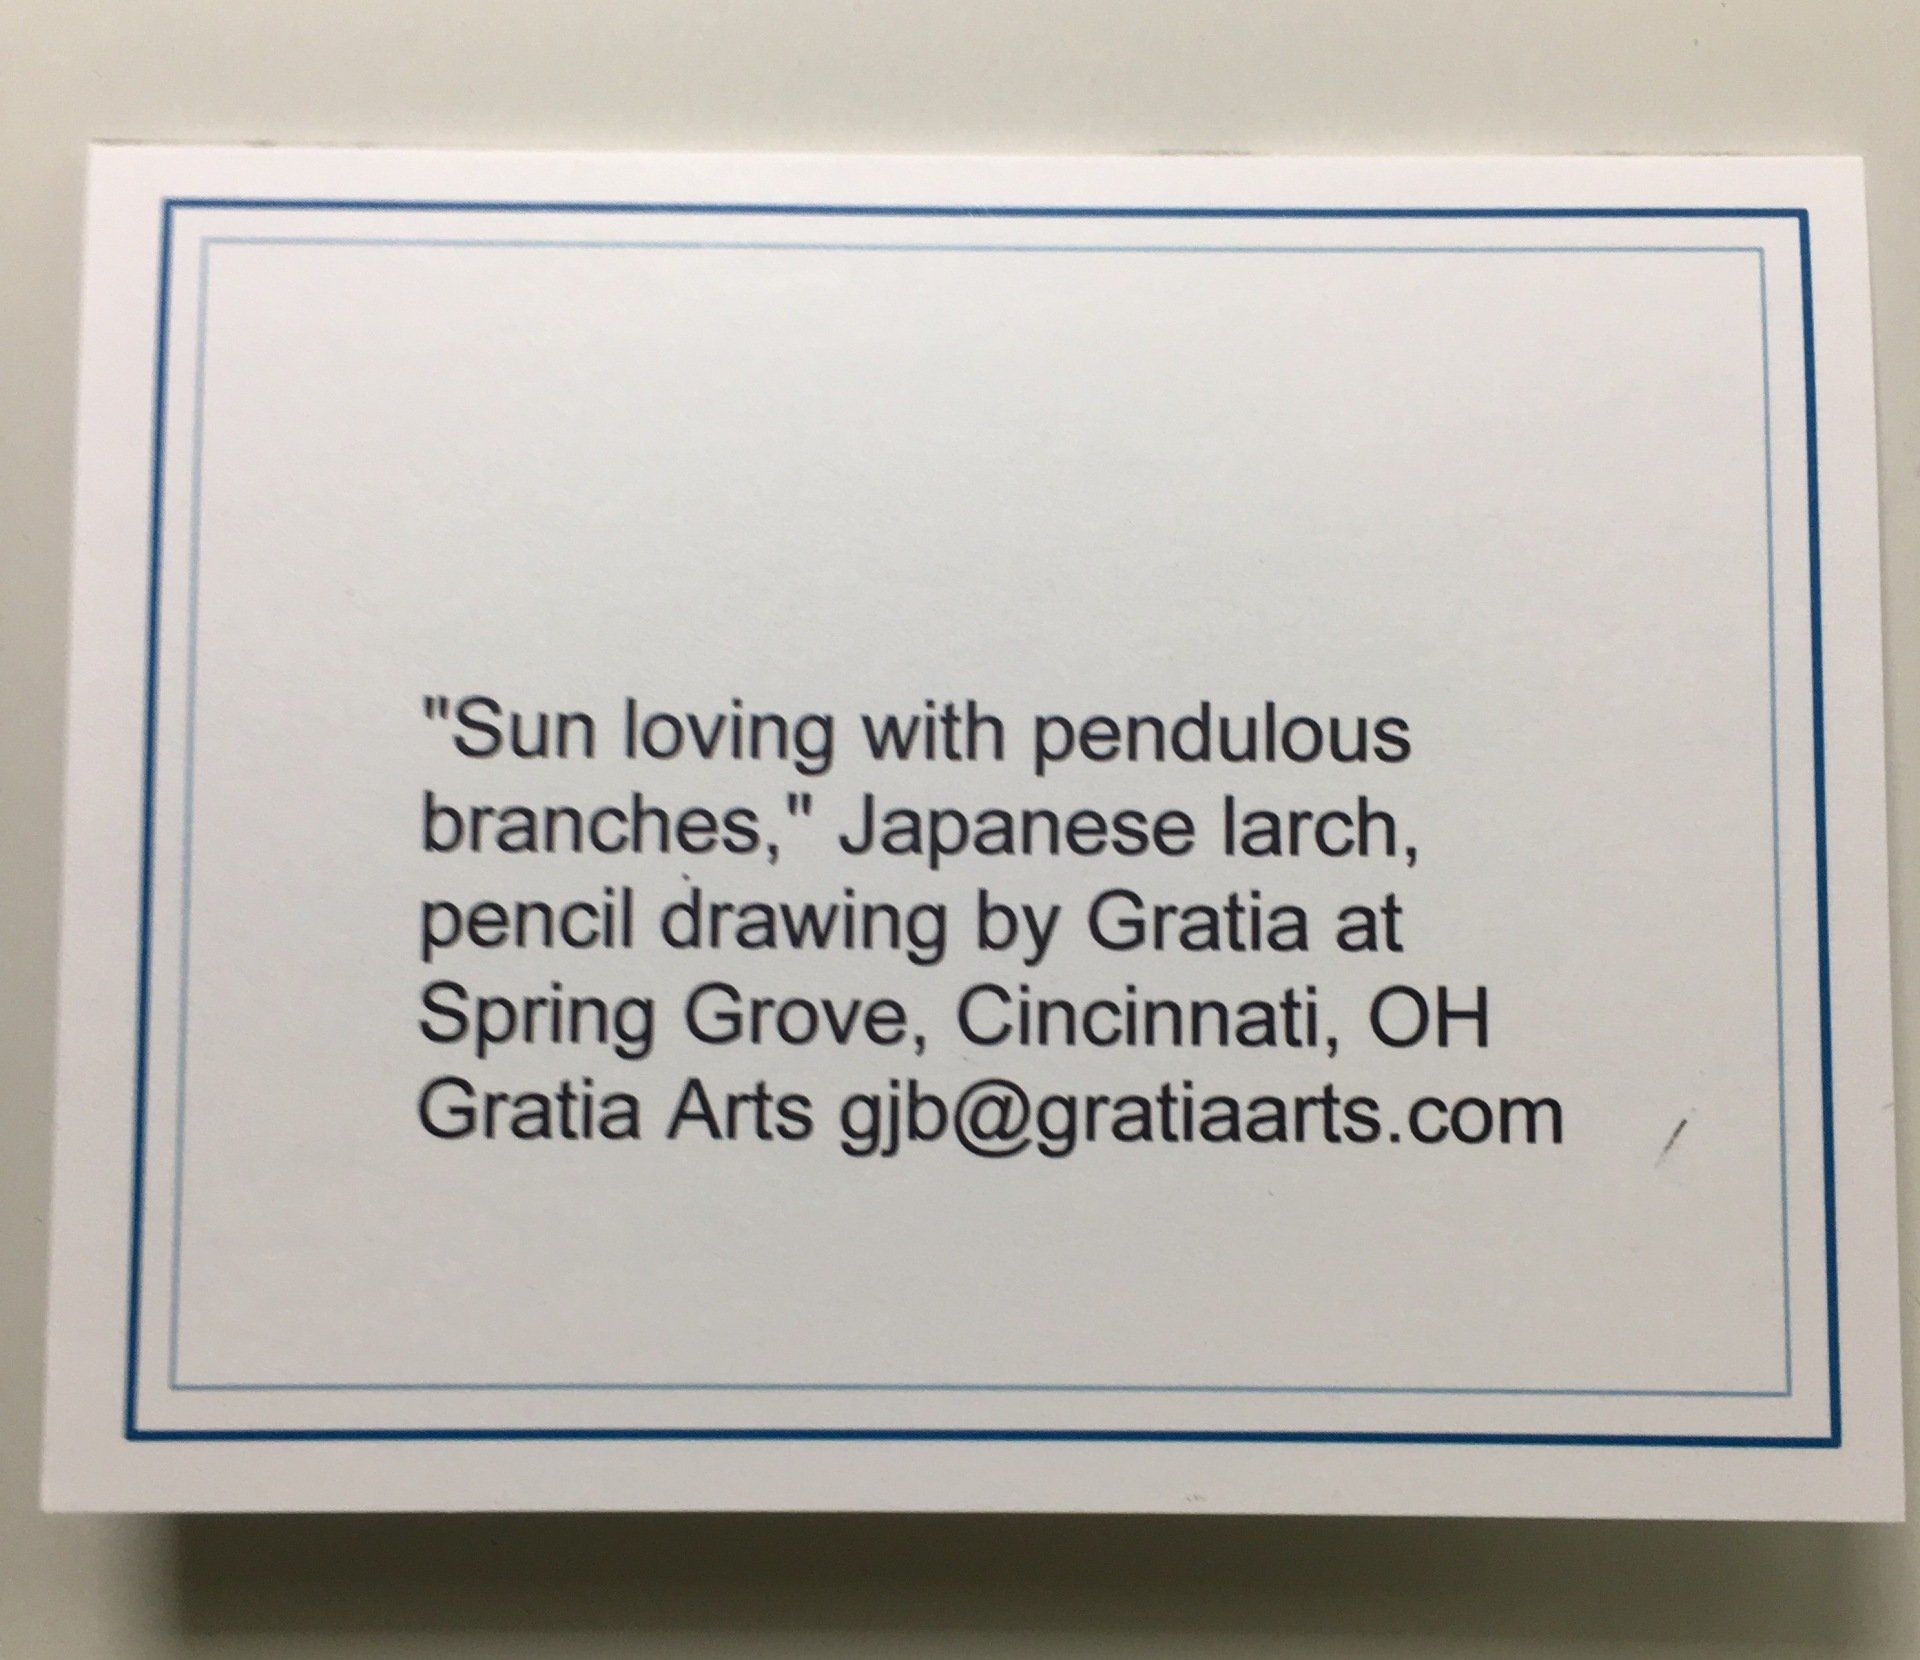 "Sun loving with pendulous
branches," Japanese larch,
pencil drawing by Gratia at
Spring Grove, Cincinnati, OH
Gratia Arts gjb@gratiaarts.com